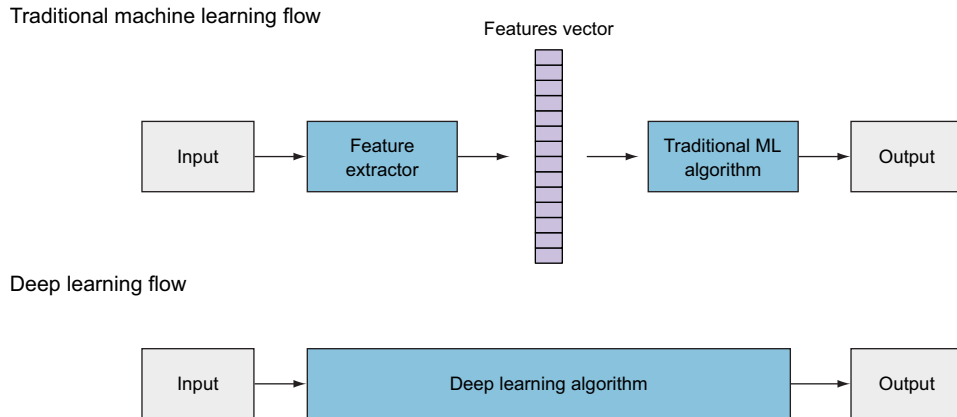 Traditional machine learning flow
Features vector
Input
Feature
extractor
Traditional ML
algorithm
Output
Deep learning flow
Input
Deep learning algorithm
Output